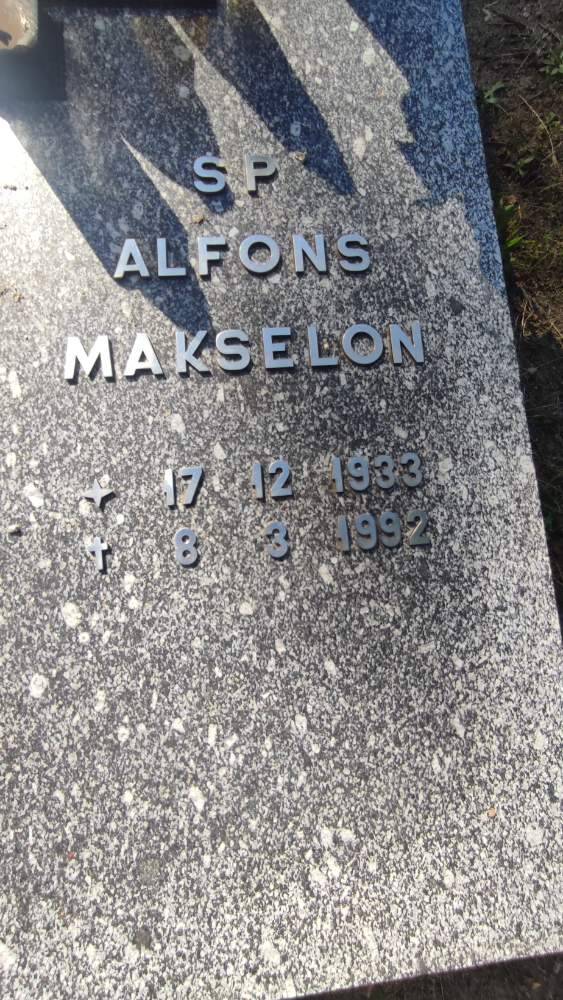 SP
ALFONS
MAKSELON
17 12 1933
✝ 8 3 1992